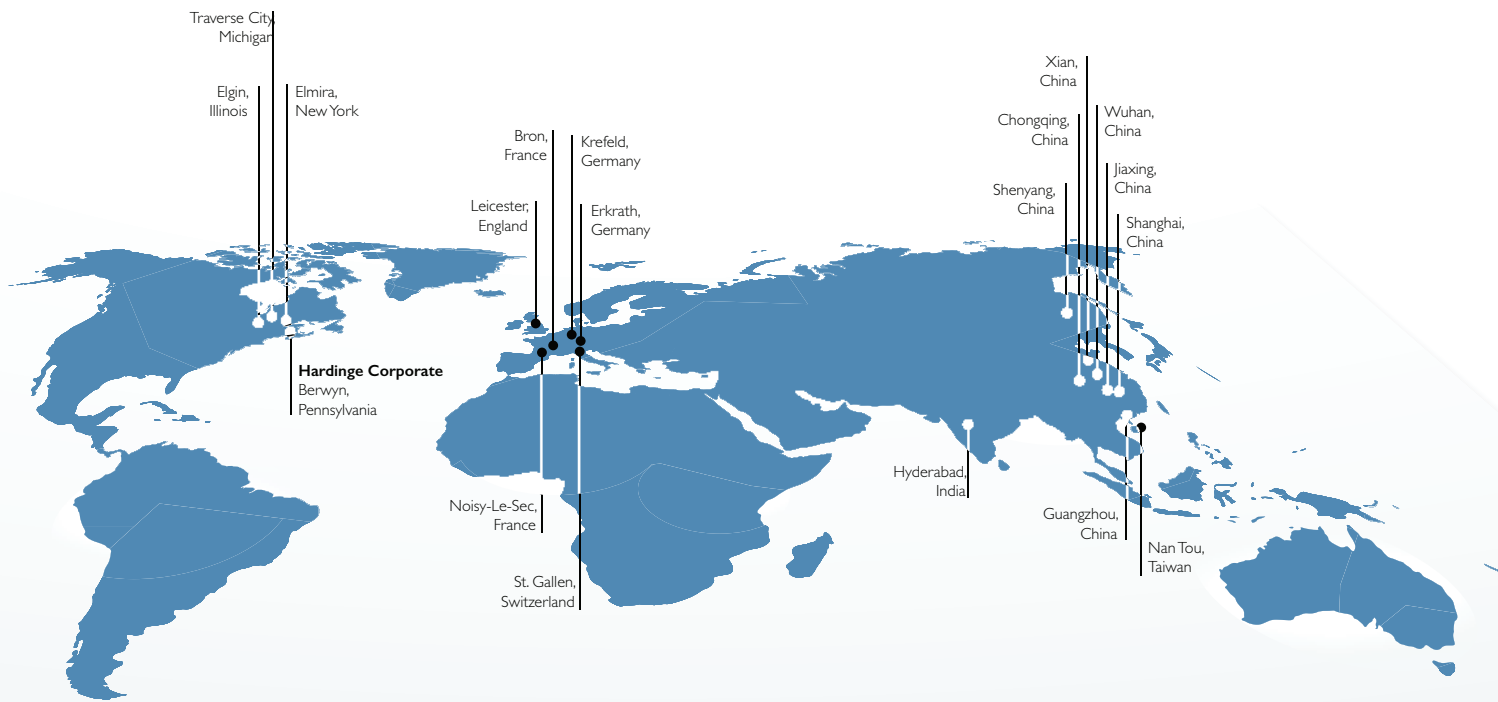 Traverse City,
Michigan
Elgin,
Illinois
Elmira,
New York
Hardinge Corporate
Berwyn,
Pennsylvania
Bron,
France
Krefeld,
Germany
Leicester,
England
Erkrath,
Germany
Noisy-Le-Sec,
France
St. Gallen,
Switzerland
Xian,
China
Chongqing,
China
Wuhan,
China
Jiaxing,
China
Shenyang,
China
Shanghai,
China
Hyderabad,
India
Guangzhou,
China
Nan Tou,
Taiwan